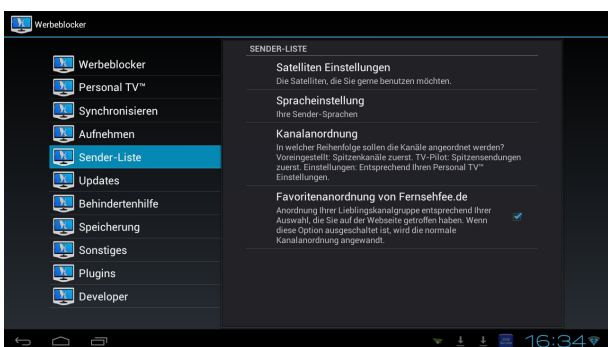 Werbeblocker
Werbeblocker
Personal TV™
Synchronisieren
Aufnehmen
Sender-Liste
Updates
Behindertenhilfe
Speicherung
Sonstiges
Plugins
Developer
SENDER-LISTE
Satelliten Einstellungen
Die Satelliten, die Sie gerne benutzen möchten.
Spracheinstellung
Ihre Sender-Sprachen
Kanalanordnung
In welcher Reihenfolge sollen die Kanäle angeordnet werden?
Voreingestellt: Spitzenkanäle zuerst. TV-Pilot: Spitzensendungen
zuerst. Einstellungen: Entsprechend Ihren Personal TV™
Einstellungen.
Favoritenanordnung von Fernsehfee.de
Anordnung Ihrer Lieblingskanalgruppe entsprechend Ihrer
Auswahl, die Sie auf der Webseite getroffen haben. Wenn
diese Option ausgeschaltet ist, wird die normale
Kanalanordnung angewandt.
16:34